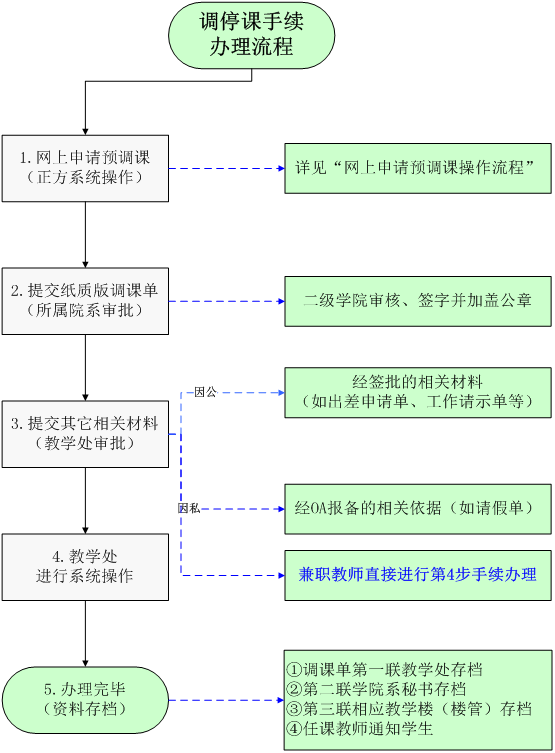 调停课手续
办理流程
1.网上申请预调课
（正方系统操作）
详见“网上申请预调课操作流程”
2.提交纸质版调课单
（所属院系审批）
二级学院审核、签字并加盖公章
因公
经签批的相关材料
（如出差申请单、工作请示单等）
3.提交其它相关材料
（教学处审批）
因私
经OA报备的相关依据（如请假单）
4.教学处
进行系统操作
兼职教师直接进行第4步手续办理
5.办理完毕
（资料存档）
①调课单第一联教学处存档
②第二联学院系秘书存档
③第三联相应教学楼（楼管）存档
④任课教师通知学生